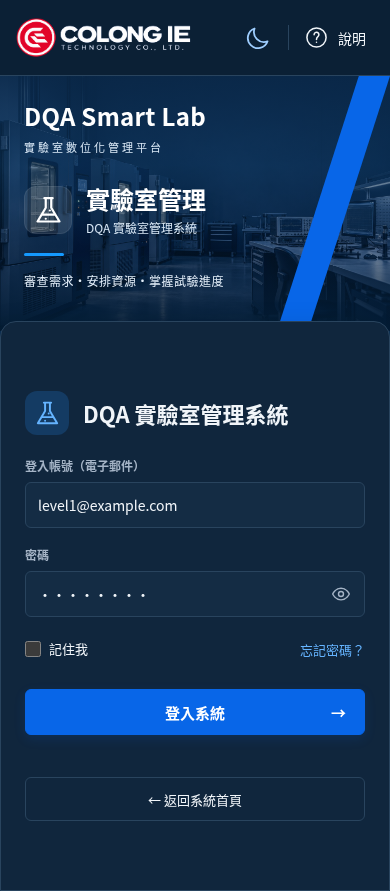 COLONG IE
TECHNOLOGY CO., LTD.
說明
DQA Smart Lab
實驗室數位化管理平台
實驗室管理
DQA 實驗室管理系統
審查需求・安排資源・掌握試驗進度
DQA 實驗室管理系統
登入帳號（電子郵件）
level1@example.com
密碼
••••••••
記住我
忘記密碼？
登入系統 →
← 返回系統首頁